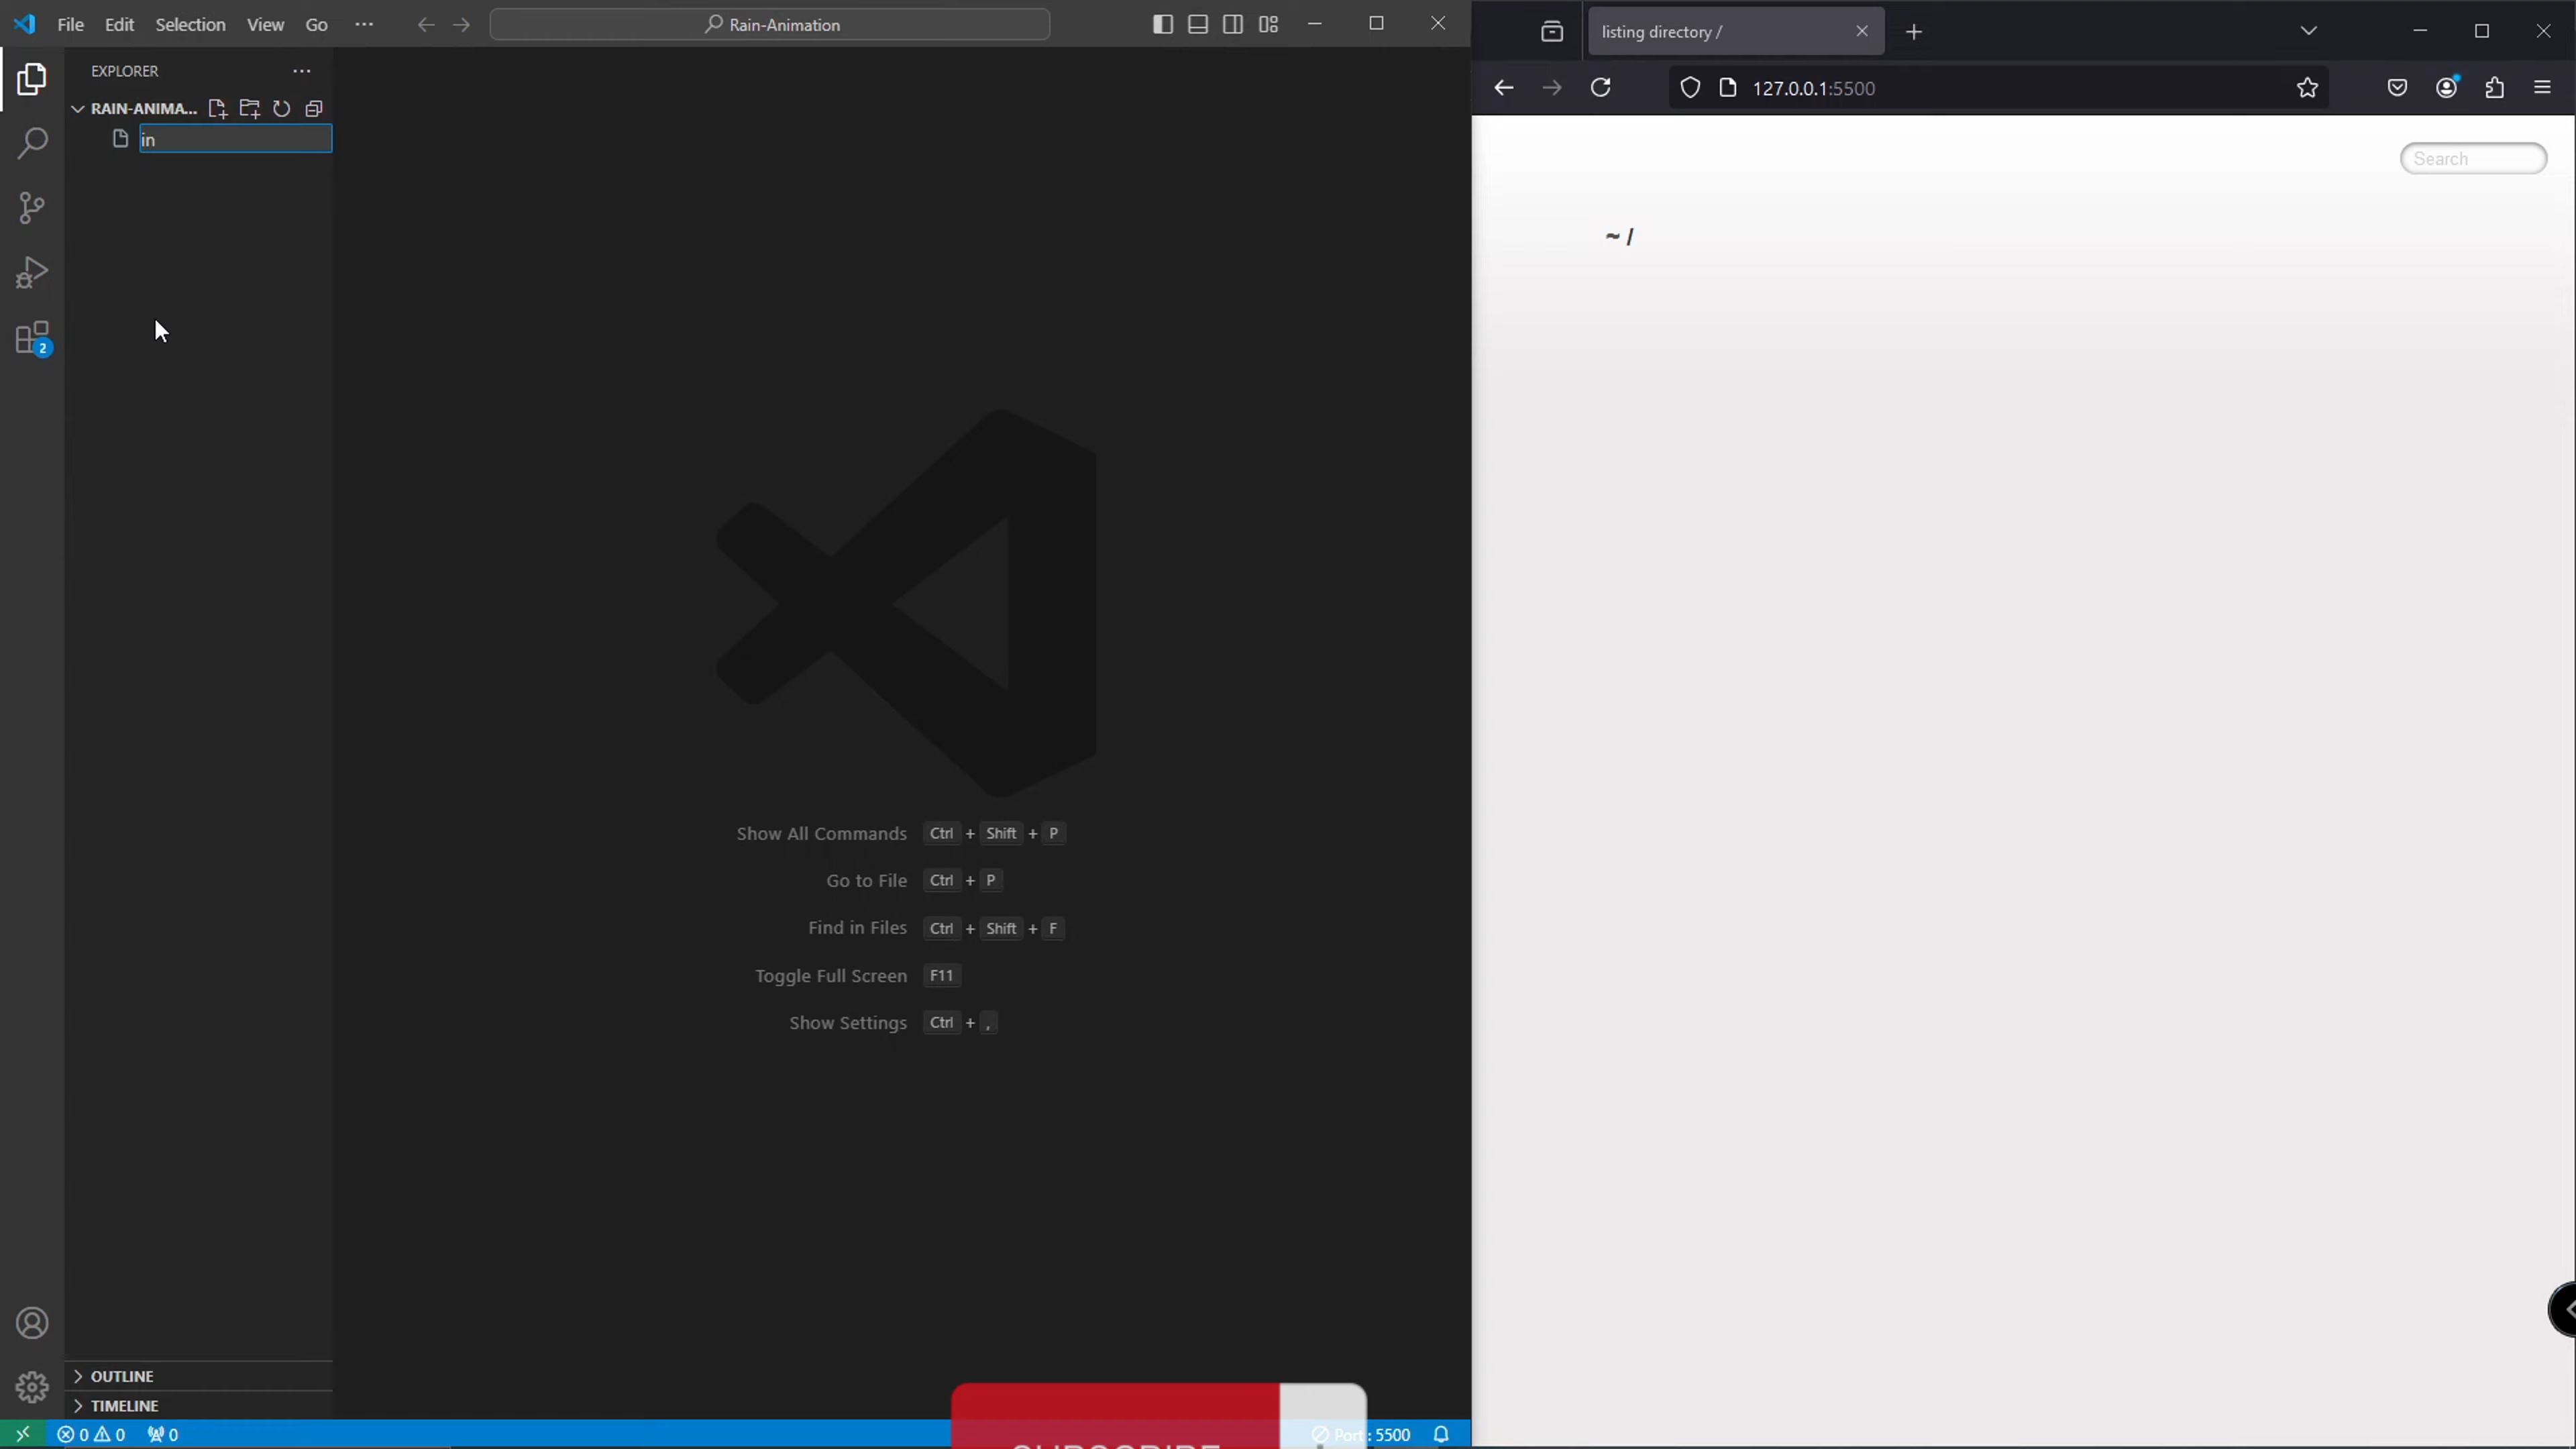 File Edit Selection View Go ··· Rain-Animation
EXPLORER ···
RAIN-ANIMA...
in
2
Show All Commands Ctrl + Shift + P
Go to File Ctrl + P
Find in Files Ctrl + Shift + F
Toggle Full Screen F11
Show Settings Ctrl + ,
OUTLINE
TIMELINE
0 0 0
SUBSCRIBE
Port : 5500
listing directory /
127.0.0.1:5500
Search
~ /